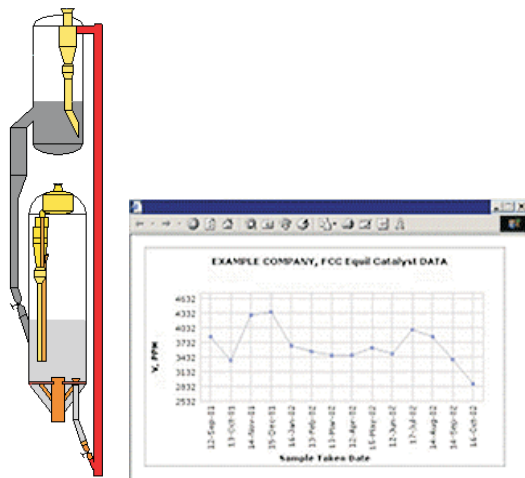 EXAMPLE COMPANY, FCC Equil Catalyst DATA
4632
4332
4032
3732
3432
3132
2832
2532
V, PPM
12-Sep-01
13-Oct-01
14-Nov-01
15-Dec-01
16-Jan-02
13-Feb-02
13-Mar-02
12-Apr-02
15-May-02
12-Jun-02
17-Jul-02
14-Aug-02
14-Sep-02
16-Oct-02
Sample Taken Date